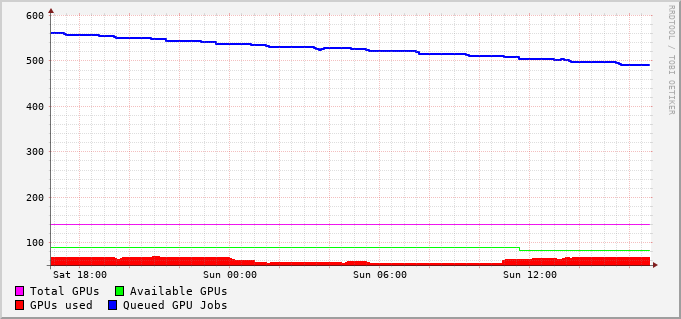 600
500
400
300
200
100
Sat 18:00 Sun 00:00 Sun 06:00 Sun 12:00
Total GPUs Available GPUs
GPUs used Queued GPU Jobs
RRDTOOL / TOBI OETIKER